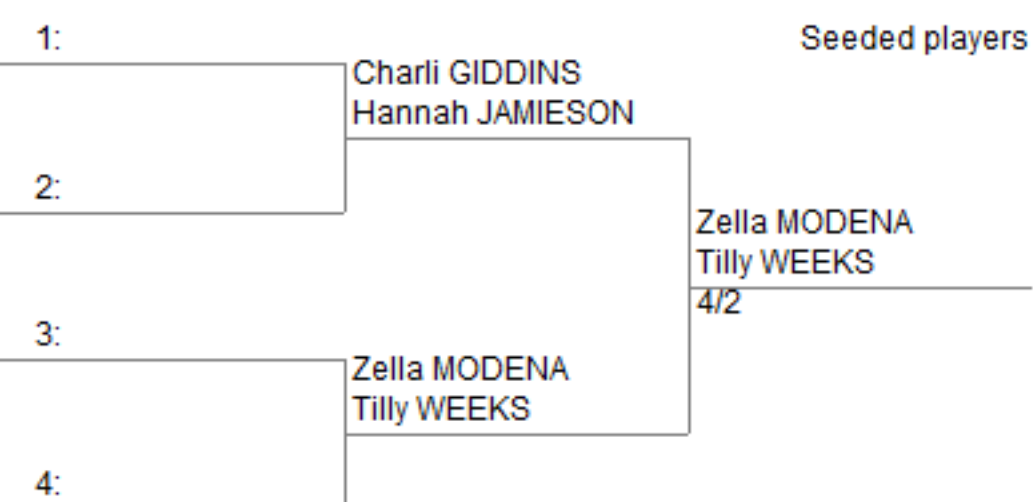 1:
Seeded players
Charli GIDDINS
Hannah JAMIESON
2:
Zella MODENA
Tilly WEEKS
4/2
3:
Zella MODENA
Tilly WEEKS
4: